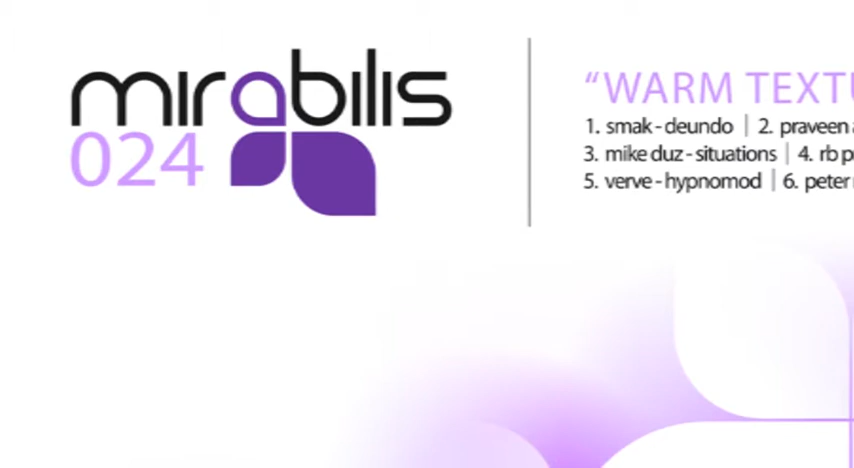 mirabilis
024
“WARM
1. smak - deundo | 2. praveen
3. mike duz - situations | 4. rb
5. verve - hypnomod | 6. peter